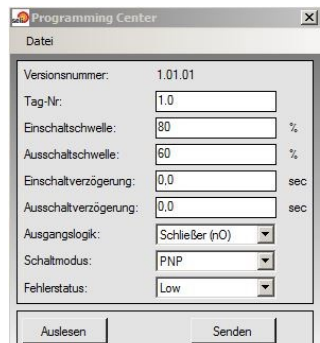 Programming Center
Datei
Versionsnummer: 1.01.01
Tag-Nr: 1.0
Einschaltschwelle: 80 %
Ausschaltschwelle: 60 %
Einschaltverzögerung: 0,0 sec
Ausschaltverzögerung: 0,0 sec
Ausgangslogik: Schließer (nO)
Schaltmodus: PNP
Fehlerstatus: Low
Auslesen Senden